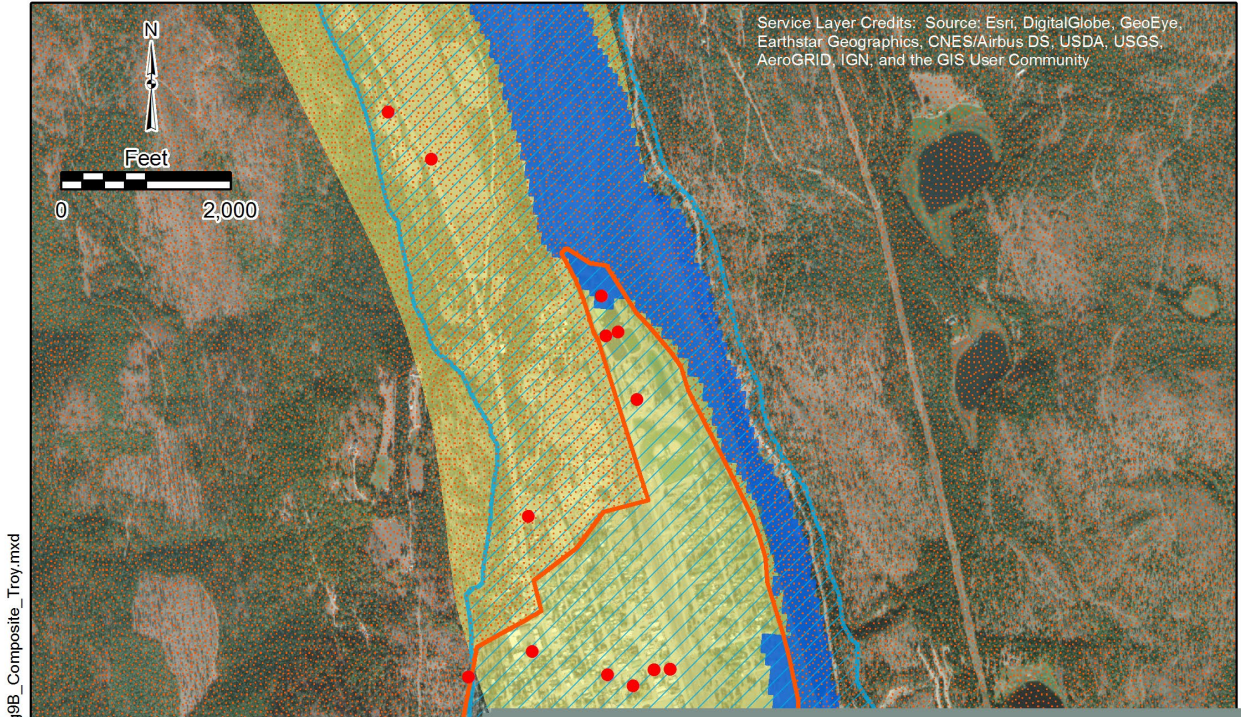 Service Layer Credits: Source: Esri, DigitalGlobe, GeoEye,
Earthstar Geographics, CNES/Airbus DS, USDA, USGS,
AeroGRID, IGN, and the GIS User Community
N
Feet
0 2,000
g9B_Composite_Troy.mxd